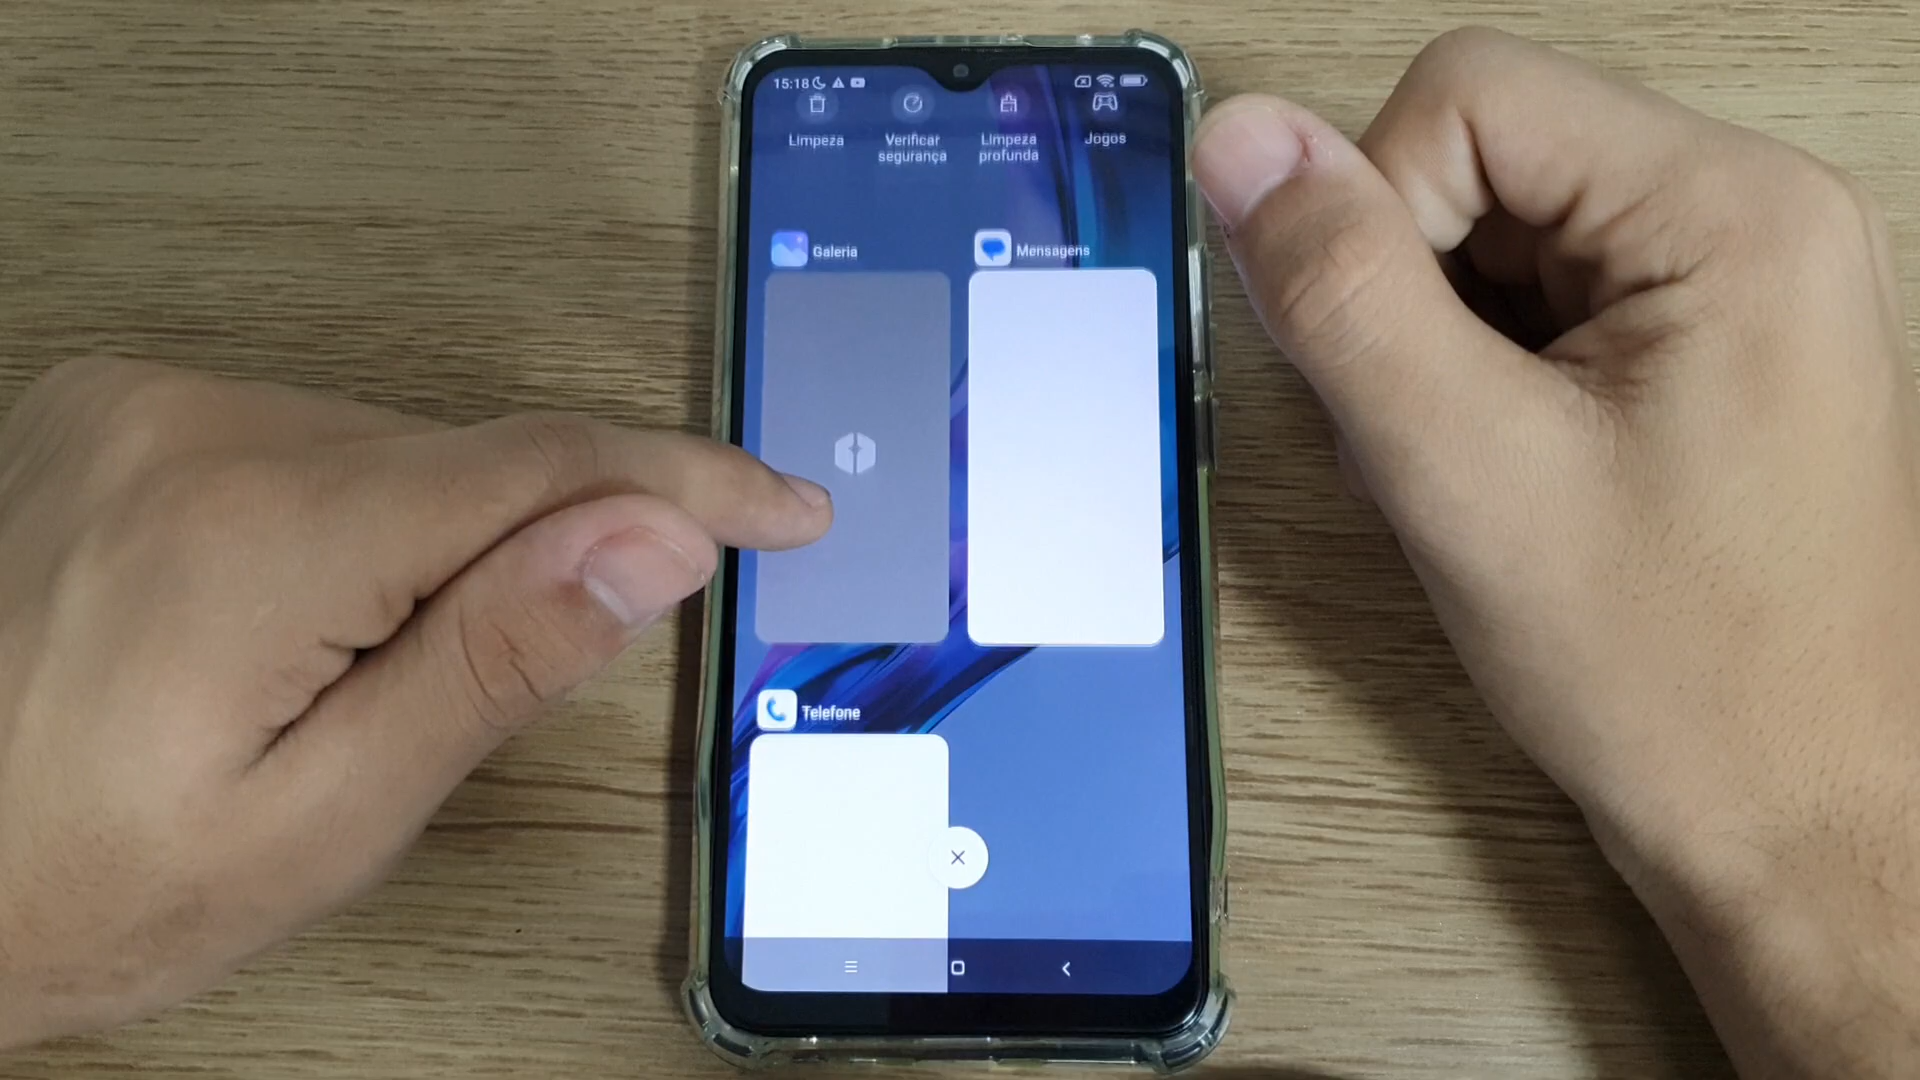 15:18
Limpeza
Verificar
segurança
Limpeza
profunda
Jogos
Galeria
Mensagens
Telefone